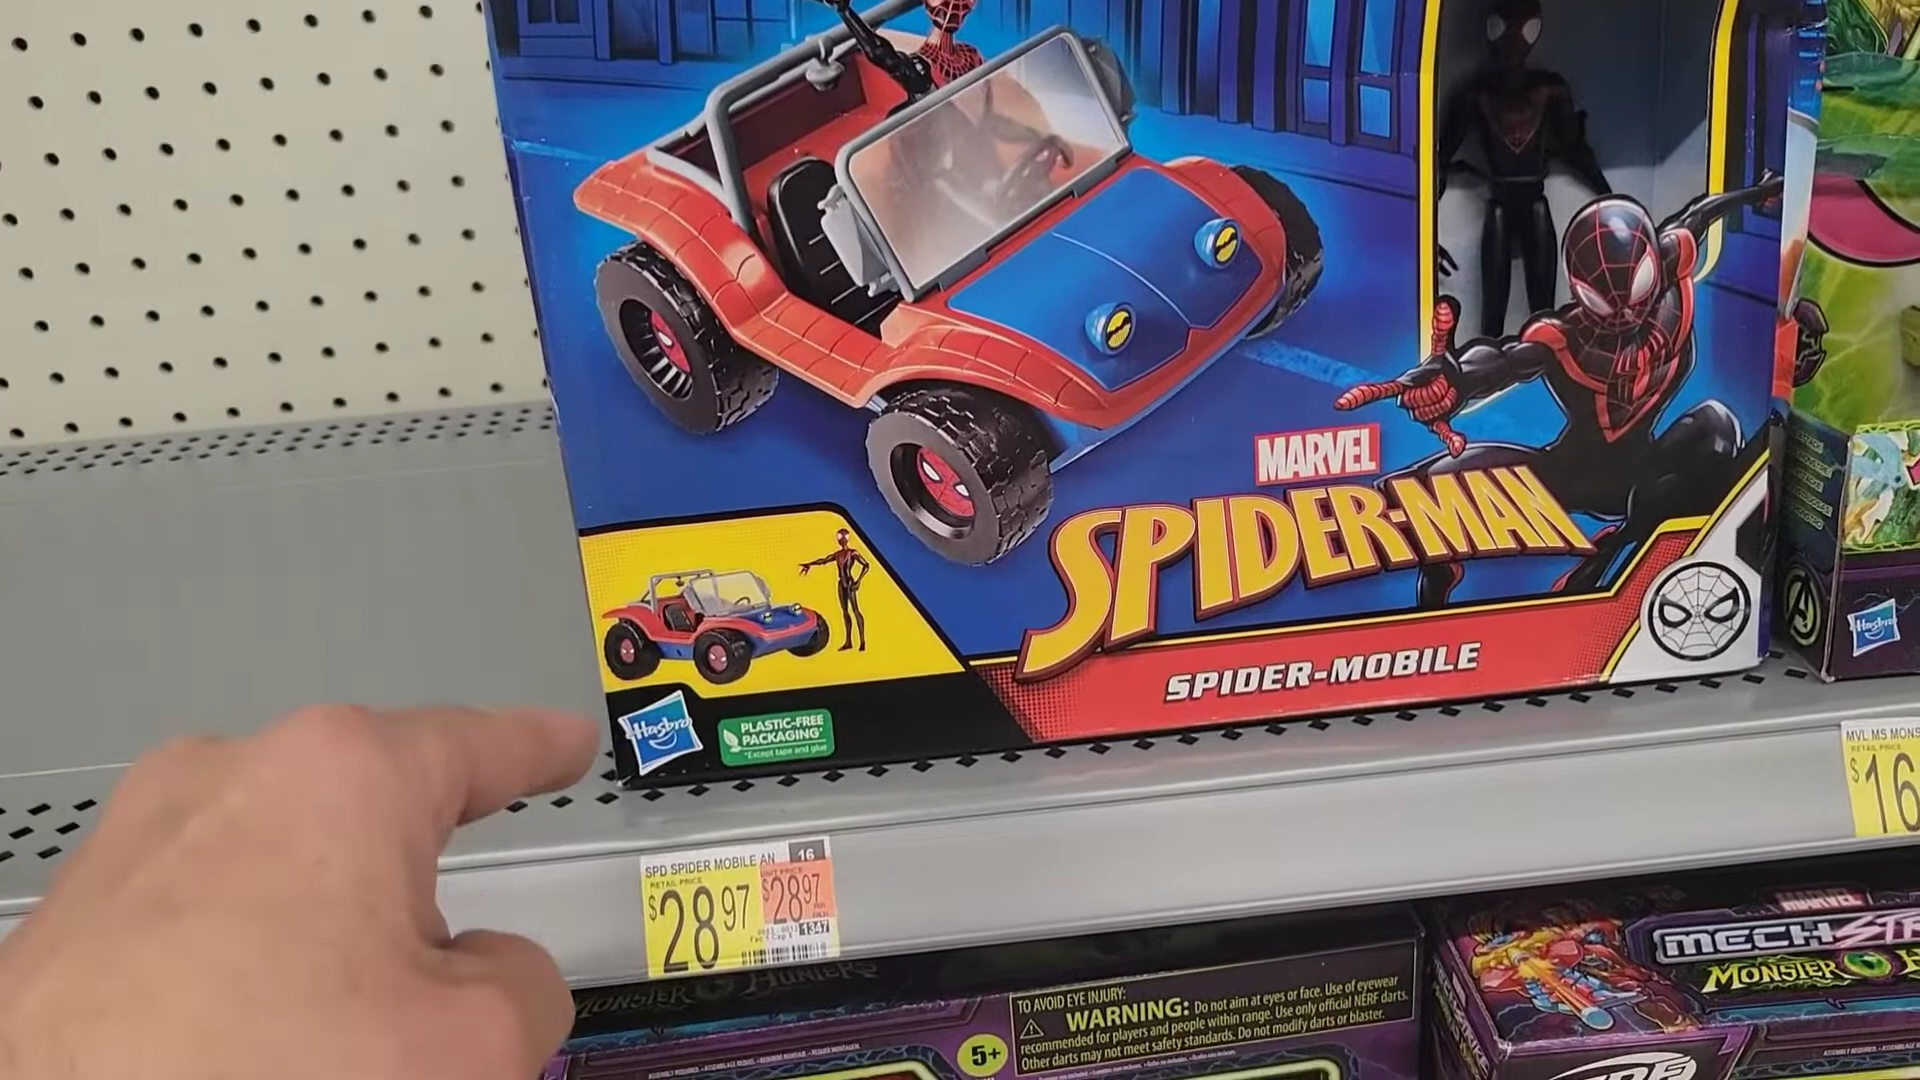 MARVEL
SPIDER-MAN
SPIDER-MOBILE
Hasbro
PLASTIC-FREE
PACKAGING*
*Except tape and glue
Hasbro
SPD SPIDER MOBILE AN
16
RETAIL PRICE
UNIT PRICE
$28.97
$28.97
1347
MVL MS MONS
RETAIL PRICE
$16
MONSTER HUNTERS
TO AVOID EYE INJURY:
WARNING: Do not aim at eyes or face. Use of eyewear
recommended for players and people within range. Use only official NERF darts.
Other darts may not meet safety standards. Do not modify darts or blaster.
5+
MARVEL
MECH STR
MONSTER H
NERF